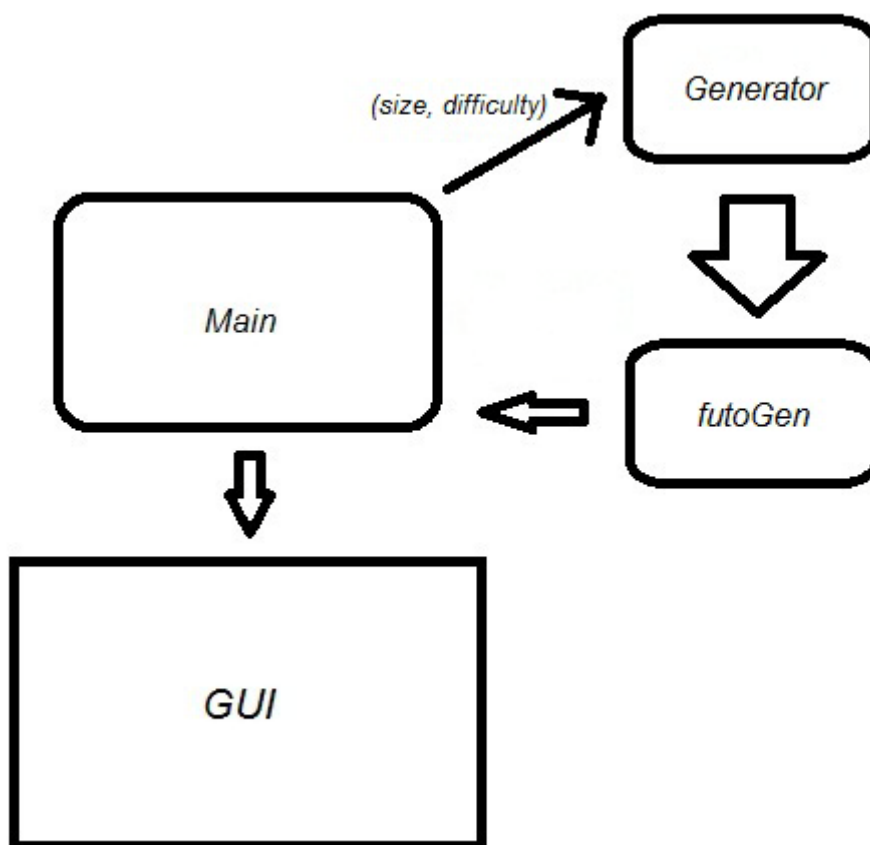 Generator
(size, difficulty)
Main
futoGen
GUI